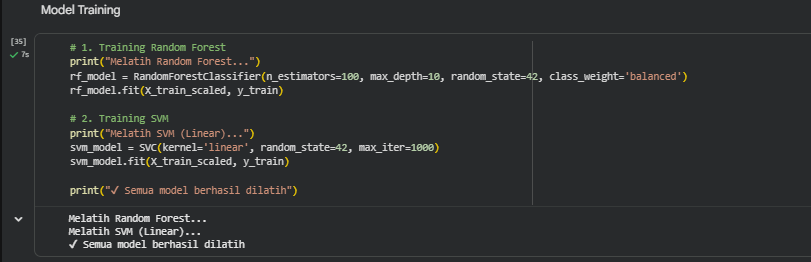 Model Training
[35]
✓ 7s
# 1. Training Random Forest
print("Melatih Random Forest...")
rf_model = RandomForestClassifier(n_estimators=100, max_depth=10, random_state=42, class_weight='balanced')
rf_model.fit(X_train_scaled, y_train)
# 2. Training SVM
print("Melatih SVM (Linear)...")
svm_model = SVC(kernel='linear', random_state=42, max_iter=1000)
svm_model.fit(X_train_scaled, y_train)
print("✓ Semua model berhasil dilatih")
Melatih Random Forest...
Melatih SVM (Linear)...
✓ Semua model berhasil dilatih